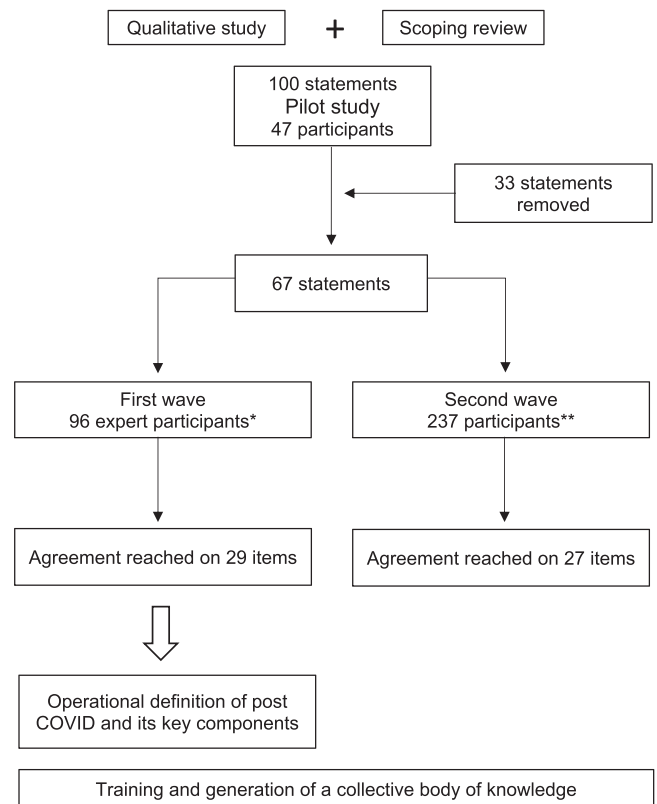 Qualitative study + Scoping review
100 statements
Pilot study
47 participants
33 statements
removed
67 statements
First wave
96 expert participants*
Second wave
237 participants**
Agreement reached on 29 items
Agreement reached on 27 items
Operational definition of post
COVID and its key components
Training and generation of a collective body of knowledge